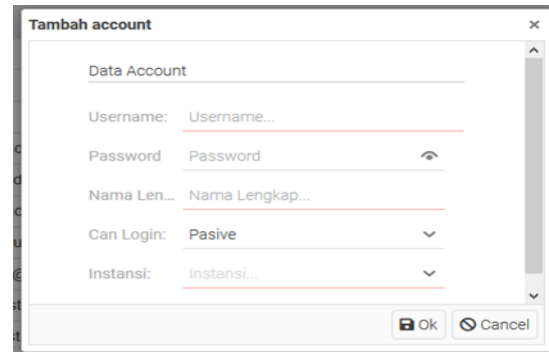 Tambah account ×
Data Account
Username: Username...
Password Password
Nama Len... Nama Lengkap...
Can Login: Pasive
Instansi: Instansi...
Ok Cancel